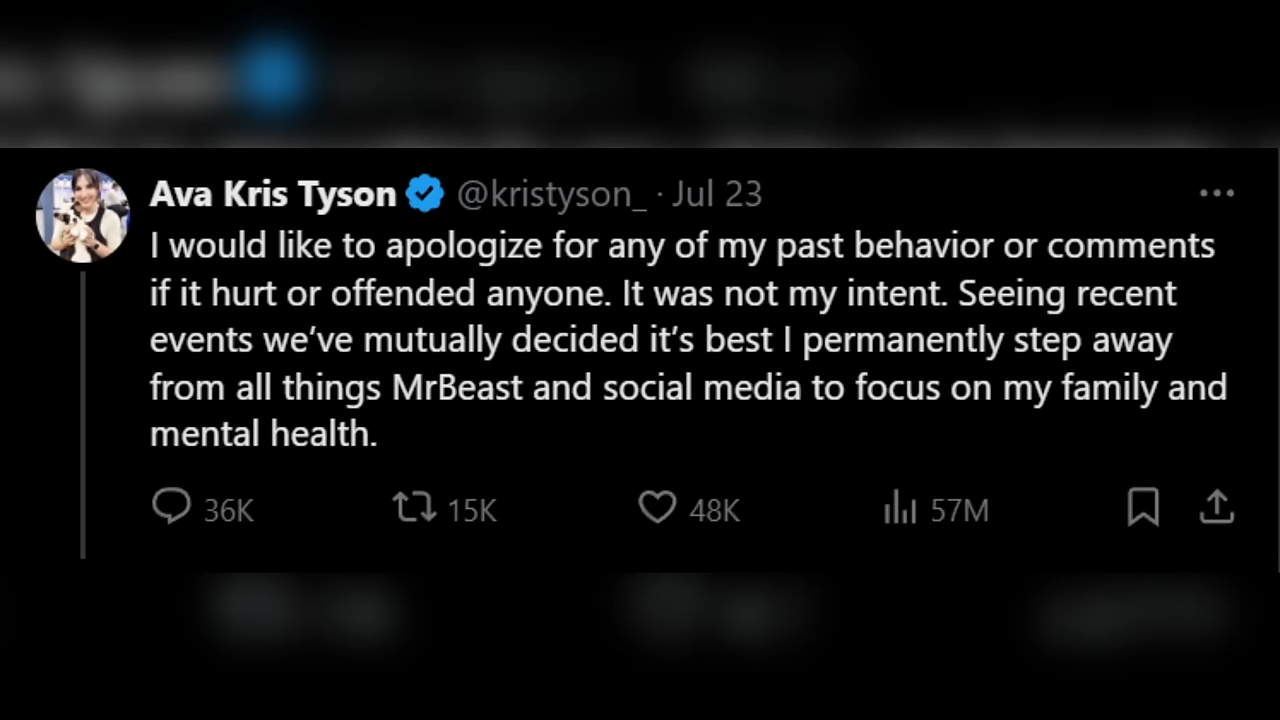 Ava Kris Tyson @kristyson_ · Jul 23
I would like to apologize for any of my past behavior or comments
if it hurt or offended anyone. It was not my intent. Seeing recent
events we’ve mutually decided it’s best I permanently step away
from all things MrBeast and social media to focus on my family and
mental health.
36K 15K 48K 57M